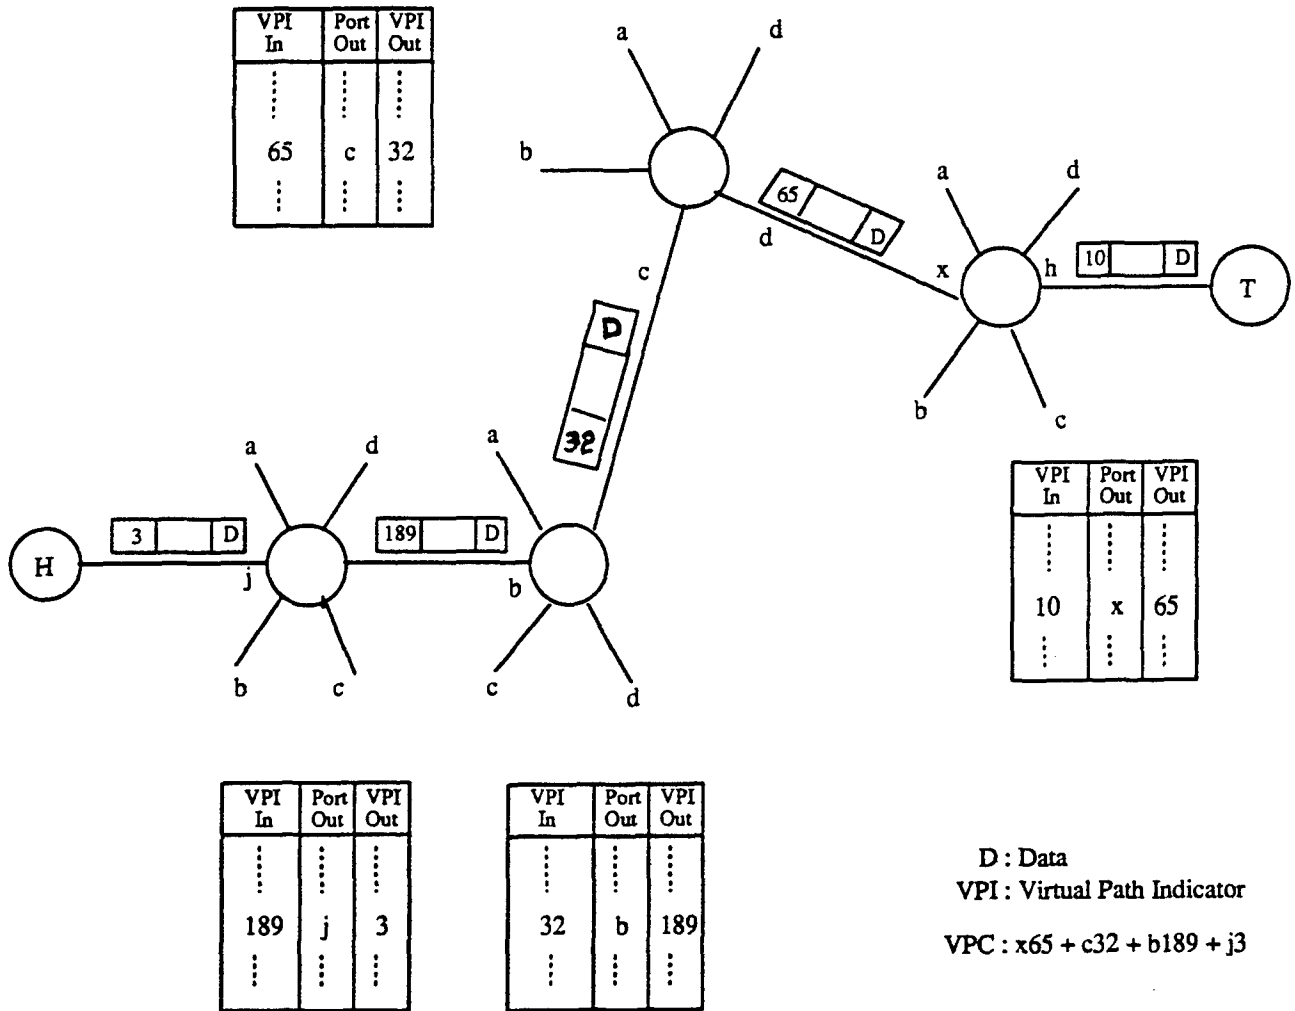 VPI In Port Out VPI Out
65 c 32
a
d
b
65 D
d
c
x
a
d
h
10 D
T
b
c
D
32
a
d
a
H
3 D
j
189 D
b
b
c
c
d
VPI In Port Out VPI Out
10 x 65
VPI In Port Out VPI Out
189 j 3
VPI In Port Out VPI Out
32 b 189
D : Data
VPI : Virtual Path Indicator
VPC : x65 + c32 + b189 + j3